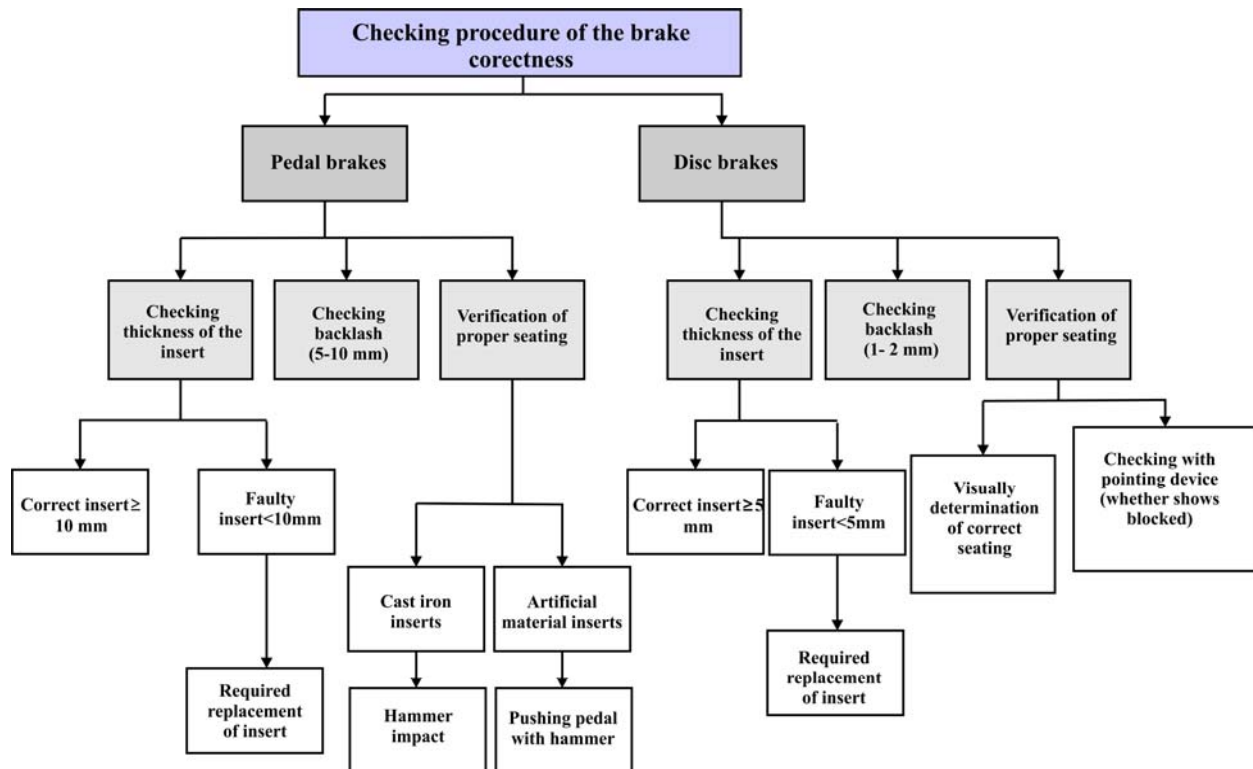 Checking procedure of the brake
corectness
Pedal brakes
Disc brakes
Checking
thickness of the
insert
Checking
backlash
(5-10 mm)
Verification of
proper seating
Checking
thickness of the
insert
Checking
backlash
(1- 2 mm)
Verification of
proper seating
Correct insert≥
10 mm
Faulty
insert<10mm
Correct insert≥5
mm
Faulty
insert<5mm
Visually
determination
of correct
seating
Checking with
pointing device
(whether shows
blocked)
Cast iron
inserts
Artificial
material inserts
Required
replacement
of insert
Hammer
impact
Pushing pedal
with hammer
Required
replacement
of insert